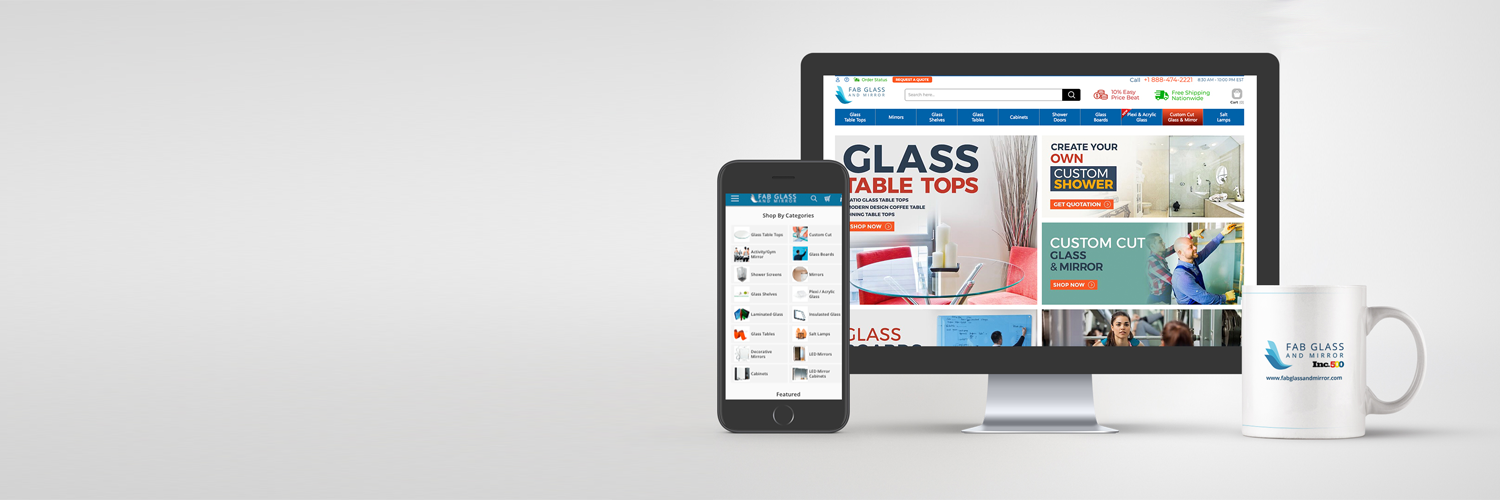 Order Status
REQUEST A QUOTE
Call +1 888-474-2221
8:30 AM - 10:00 PM EST
FAB GLASS
AND MIRROR
Search here...
10% Easy
Price Beat
Free Shipping
Nationwide
Cart
Glass
Table Tops
Mirrors
Glass
Shelves
Glass
Tables
Cabinets
Shower
Doors
Glass
Boards
Plexi & Acrylic
Glass
Custom Cut
Glass & Mirror
Salt
Lamps
GLASS
TABLE TOPS
ATIO GLASS TABLE TOPS
MODERN DESIGN COFFEE TABLE
INING TABLE TOPS
SHOP NOW
CREATE YOUR
OWN
CUSTOM
SHOWER
GET QUOTATION
CUSTOM CUT
GLASS
& MIRROR
SHOP NOW
GLASS
FAB GLASS
AND MIRROR
Shop By Categories
Glass Table Tops
Custom Cut
Activity/Gym
Mirror
Glass Boards
Shower Screens
Mirrors
Glass Shelves
Plexi / Acrylic
Glass
Laminated Glass
Insulated Glass
Glass Tables
Salt Lamps
Decorative
Mirrors
LED Mirrors
Cabinets
LED Mirror
Cabinets
Featured
FAB GLASS
AND MIRROR
Inc.500
www.fabglassandmirror.com